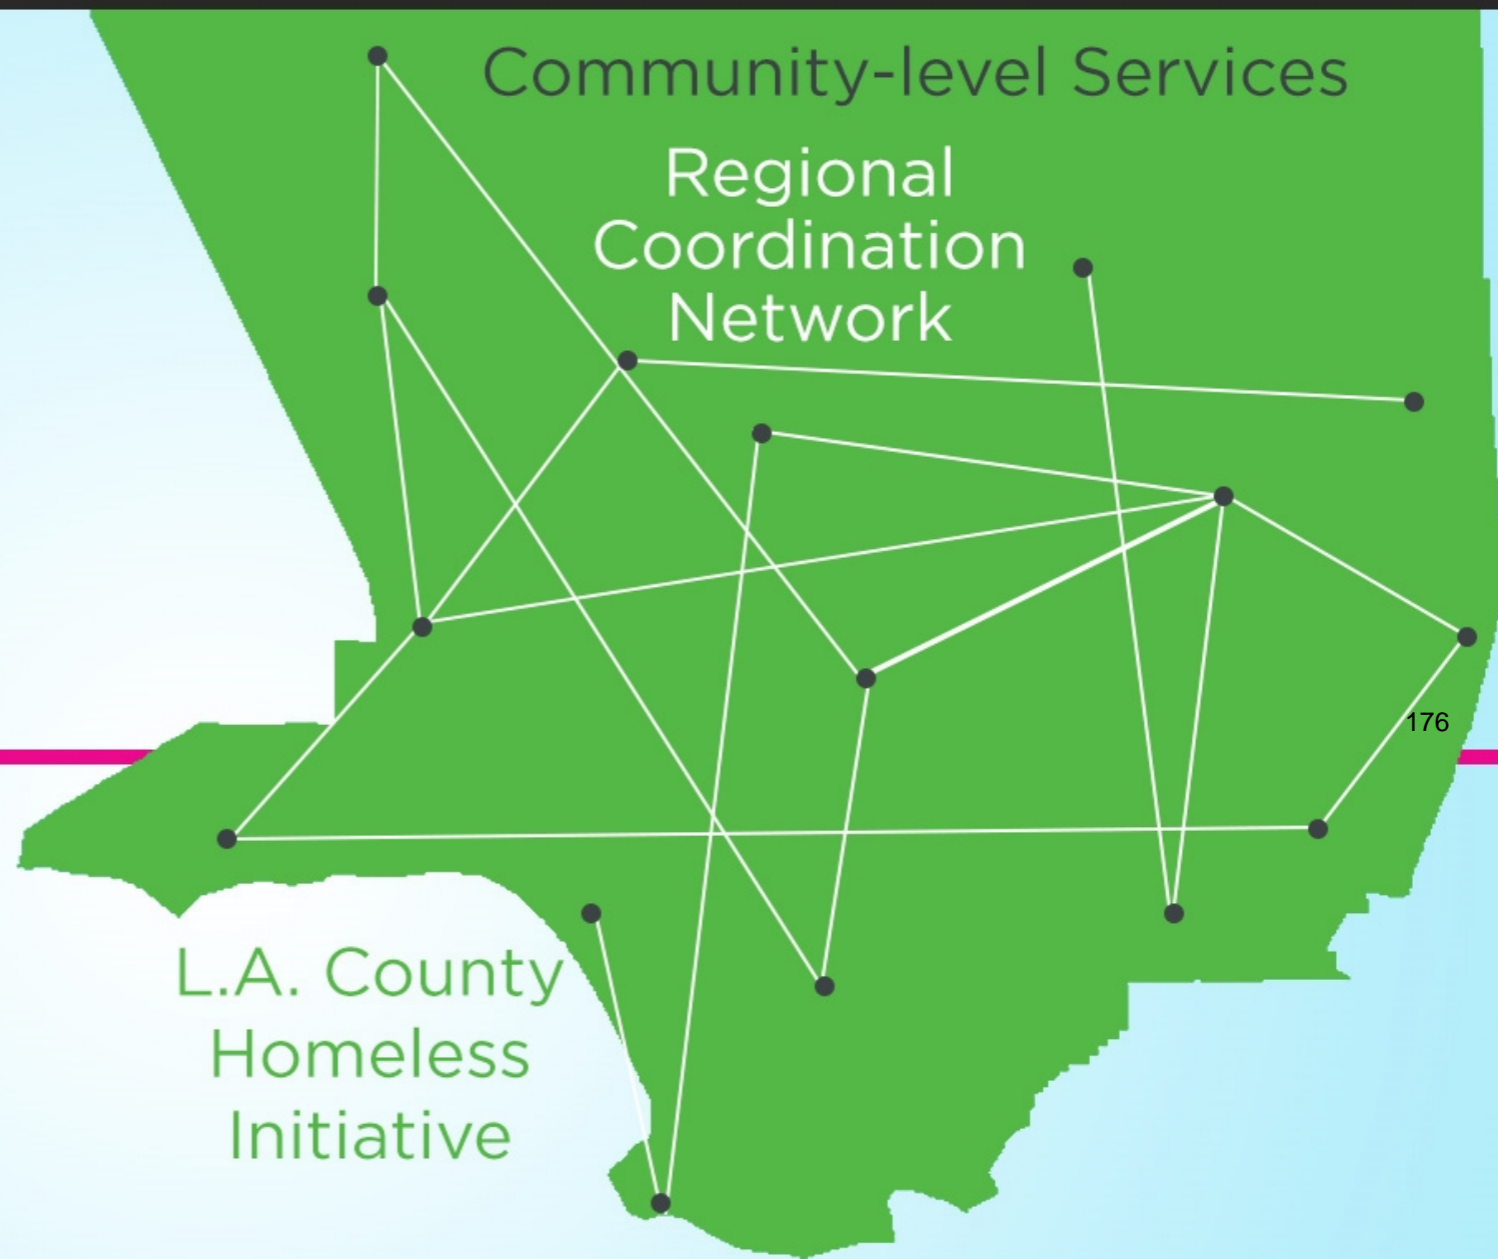 Community-level Services
Regional
Coordination
Network
176
L.A. County
Homeless
Initiative